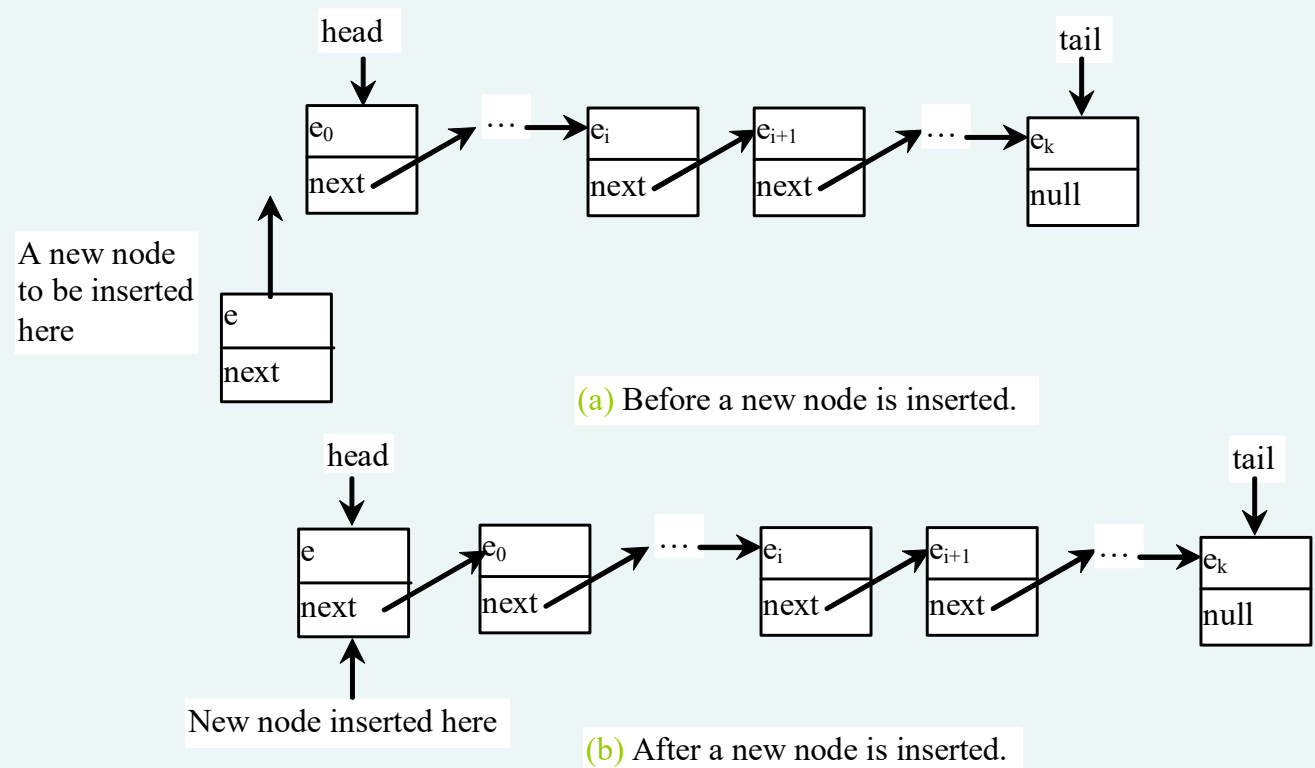 head
tail
e₀
next
…
eᵢ
next
eᵢ₊₁
next
…
eₖ
null
A new node
to be inserted
here
e
next
(a) Before a new node is inserted.
head
tail
e
next
e₀
next
…
eᵢ
next
eᵢ₊₁
next
…
eₖ
null
New node inserted here
(b) After a new node is inserted.